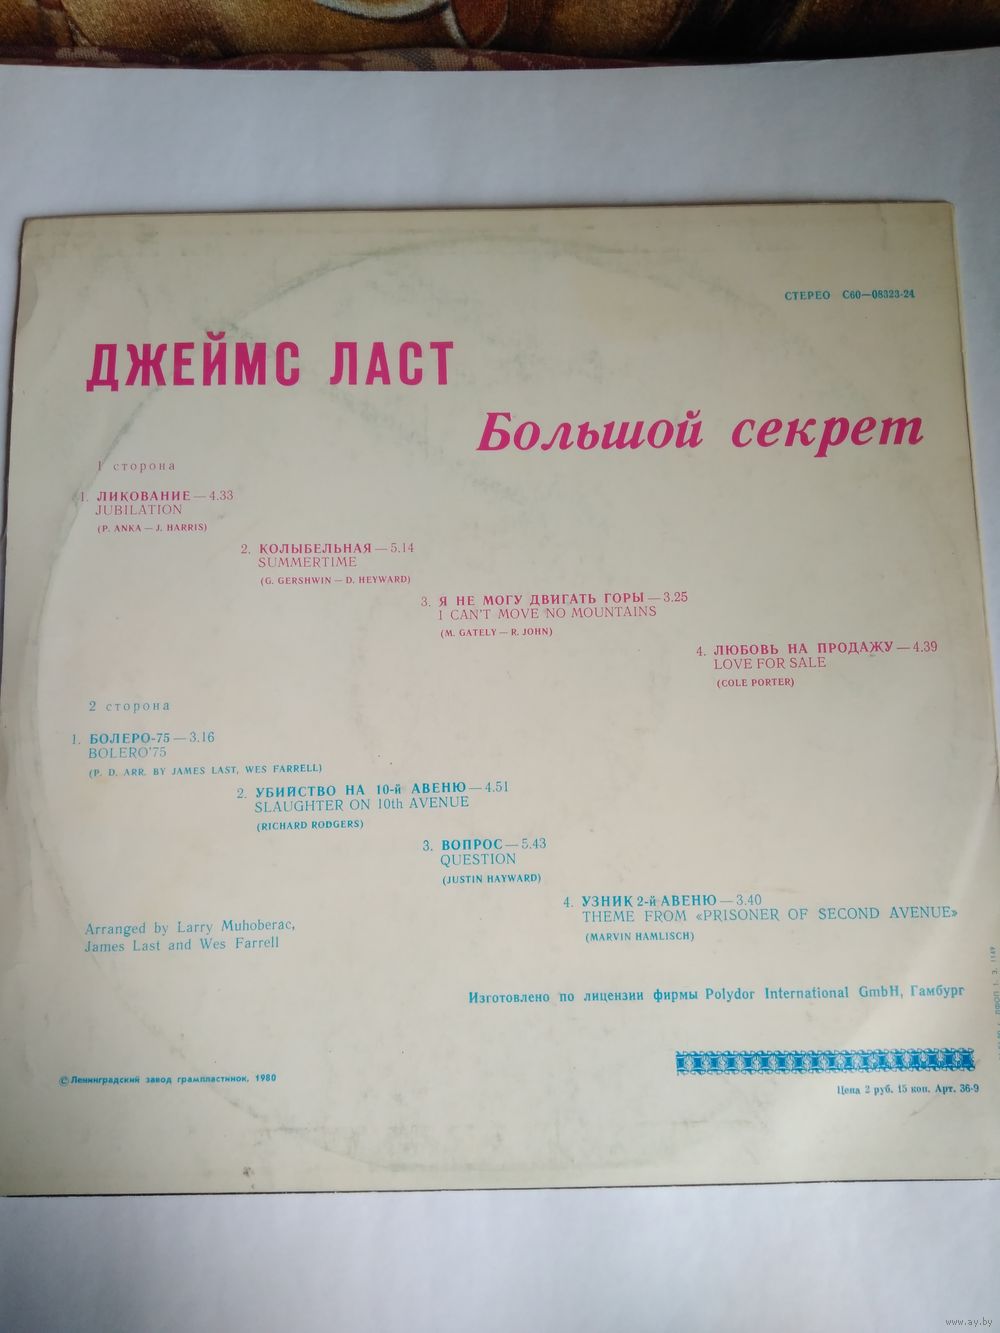 СТЕРЕО С60—08323-24
ДЖЕЙМС ЛАСТ
Большой секрет
1 сторона
1. ЛИКОВАНИЕ — 4.33
JUBILATION
(P. ANKA — J. HARRIS)
2. КОЛЫБЕЛЬНАЯ — 5.14
SUMMERTIME
(G. GERSHWIN — D. HEYWARD)
3. Я НЕ МОГУ ДВИГАТЬ ГОРЫ — 3.25
I CAN'T MOVE NO MOUNTAINS
(M. GATELY — R. JOHN)
4. ЛЮБОВЬ НА ПРОДАЖУ — 4.39
LOVE FOR SALE
(COLE PORTER)
2 сторона
1. БОЛЕРО-75 — 3.16
BOLERO'75
(P. D. ARR. BY JAMES LAST, WES FARRELL)
2. УБИЙСТВО НА 10-й АВЕНЮ — 4.51
SLAUGHTER ON 10th AVENUE
(RICHARD RODGERS)
3. ВОПРОС — 5.43
QUESTION
(JUSTIN HAYWARD)
4. УЗНИК 2-й АВЕНЮ — 3.40
THEME FROM «PRISONER OF SECOND AVENUE»
(MARVIN HAMLISCH)
Arranged by Larry Muhoberac,
James Last and Wes Farrell
Изготовлено по лицензии фирмы Polydor International GmbH, Гамбург
© Ленинградский завод грампластинок, 1980
Цена 2 руб. 15 коп. Арт. 36-9
www.ay.by